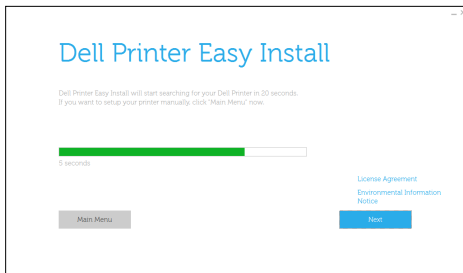 Dell Printer Easy Install
Dell Printer Easy Install will start searching for your Dell Printer in 20 seconds.
If you want to setup your printer manually, click 'Main Menu' now.
5 seconds
License Agreement
Environmental Information
Notice
Main Menu
Next